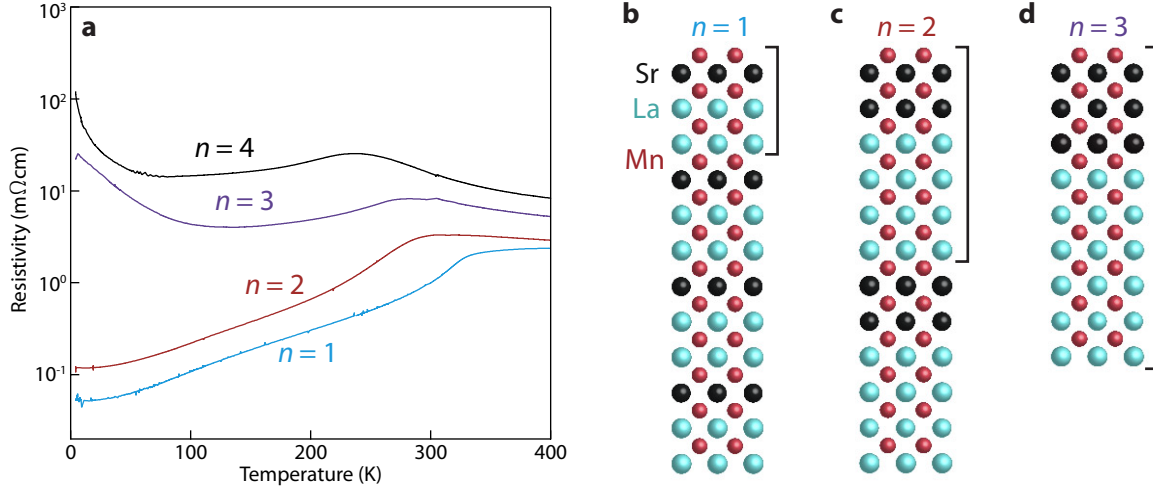 a
10³
10²
10¹
10⁰
10⁻¹
Resistivity (mΩcm)
n = 4
n = 3
n = 2
n = 1
0
100
200
300
400
Temperature (K)
b
n = 1
Sr
La
Mn
c
n = 2
d
n = 3